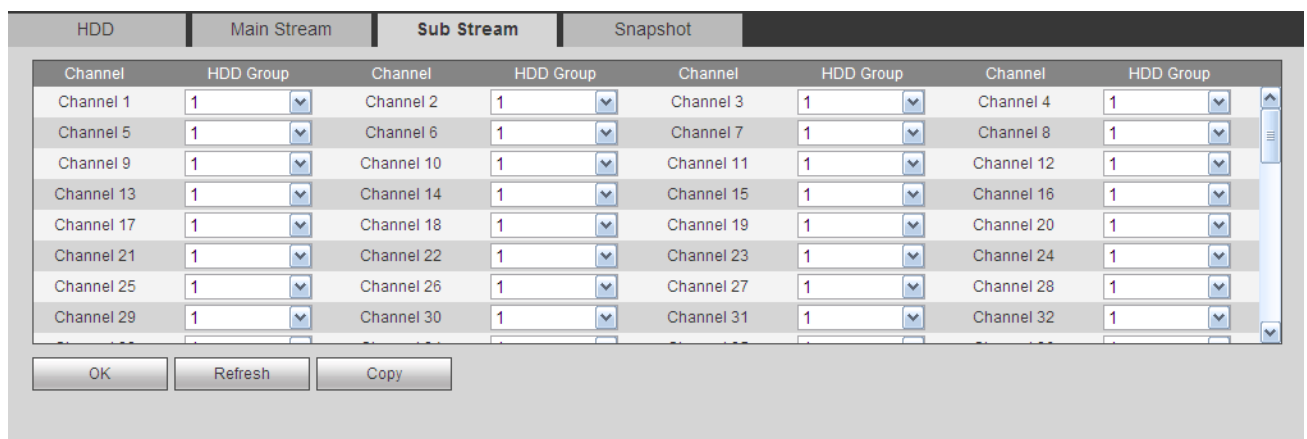 HDD Main Stream Sub Stream Snapshot
Channel HDD Group Channel HDD Group Channel HDD Group Channel HDD Group
Channel 1 1 Channel 2 1 Channel 3 1 Channel 4 1
Channel 5 1 Channel 6 1 Channel 7 1 Channel 8 1
Channel 9 1 Channel 10 1 Channel 11 1 Channel 12 1
Channel 13 1 Channel 14 1 Channel 15 1 Channel 16 1
Channel 17 1 Channel 18 1 Channel 19 1 Channel 20 1
Channel 21 1 Channel 22 1 Channel 23 1 Channel 24 1
Channel 25 1 Channel 26 1 Channel 27 1 Channel 28 1
Channel 29 1 Channel 30 1 Channel 31 1 Channel 32 1
OK Refresh Copy